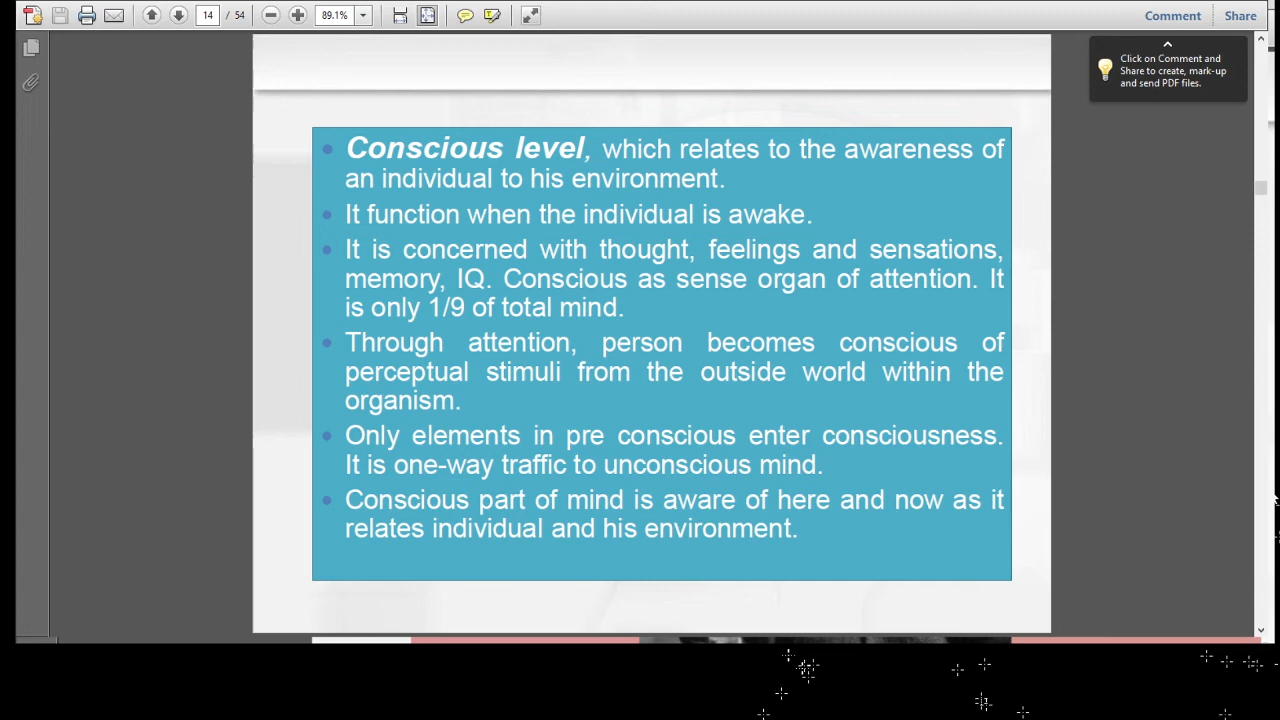 14 / 54
89.1%
Comment
Share
Click on Comment and
Share to create, mark-up
and send PDF files.
• Conscious level, which relates to the awareness of
an individual to his environment.
• It function when the individual is awake.
• It is concerned with thought, feelings and sensations,
memory, IQ. Conscious as sense organ of attention. It
is only 1/9 of total mind.
• Through attention, person becomes conscious of
perceptual stimuli from the outside world within the
organism.
• Only elements in pre conscious enter consciousness.
It is one-way traffic to unconscious mind.
• Conscious part of mind is aware of here and now as it
relates individual and his environment.